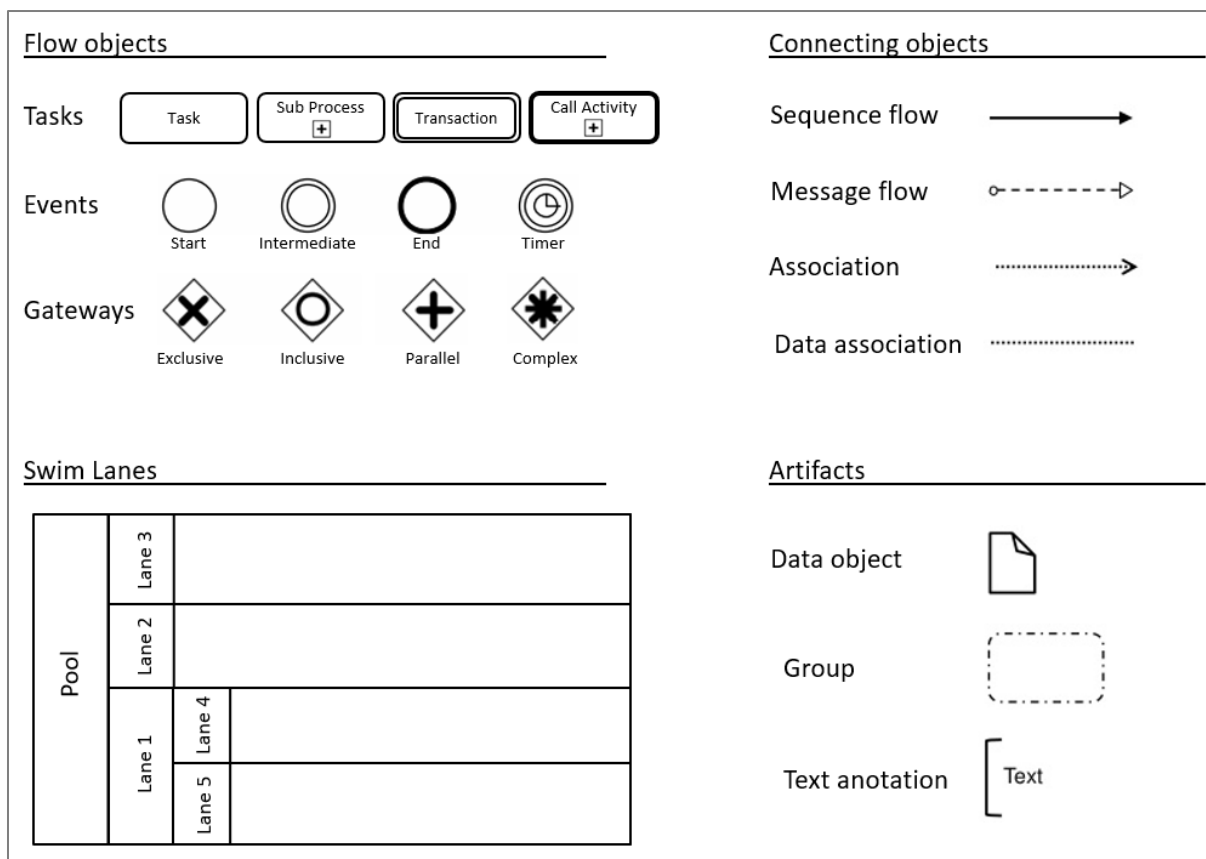 Flow objects
Tasks
Task
Sub Process
Transaction
Call Activity
Events
Start
Intermediate
End
Timer
Gateways
Exclusive
Inclusive
Parallel
Complex
Connecting objects
Sequence flow
Message flow
Association
Data association
Swim Lanes
Pool
Lane 3
Lane 2
Lane 1
Lane 4
Lane 5
Artifacts
Data object
Group
Text anotation
Text